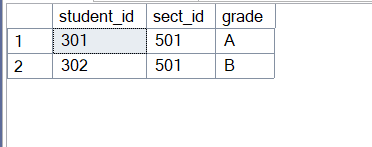 student_id sect_id grade
1 301 501 A
2 302 501 B